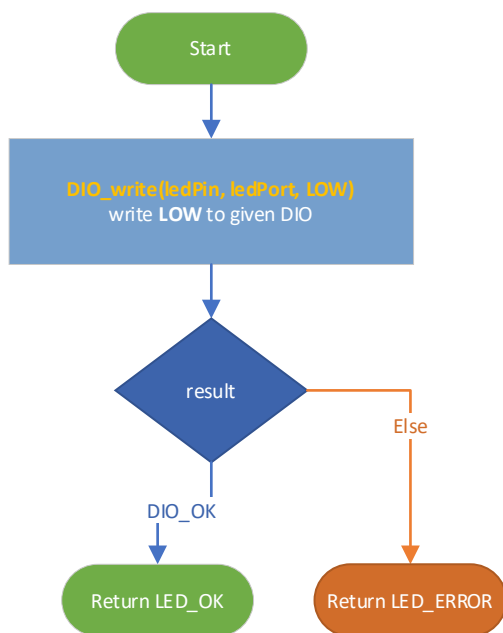 Start
DIO_write(ledPin, ledPort, LOW)
write LOW to given DIO
result
Else
DIO_OK
Return LED_OK
Return LED_ERROR